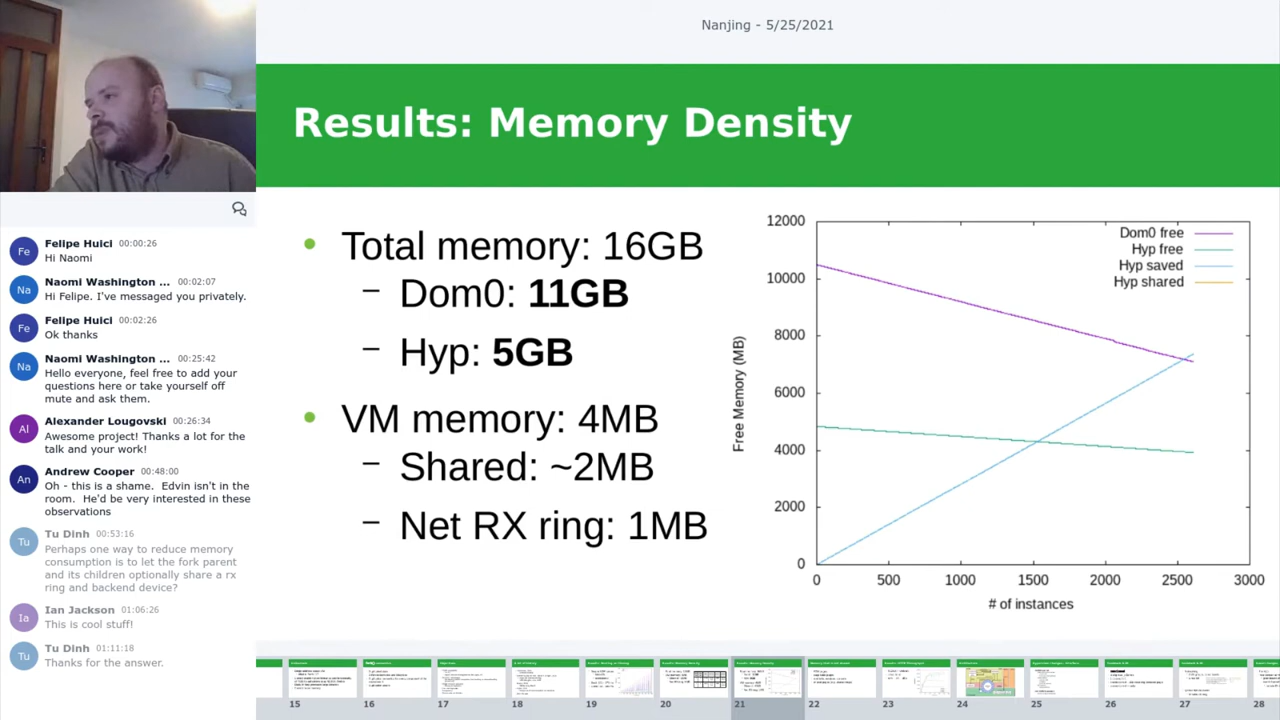 Nanjing - 5/25/2021
Results: Memory Density
Felipe Huici 00:00:26
Fe
Hi Naomi
Naomi Washington ... 00:02:07
Na
Hi Felipe. I've messaged you privately.
Felipe Huici 00:02:26
Fe
Ok thanks
Naomi Washington ... 00:25:42
Na
Hello everyone, feel free to add your
questions here or take yourself off
mute and ask them.
Alexander Lougovski 00:26:34
Al
Awesome project! Thanks a lot for the
talk and your work!
Andrew Cooper 00:48:00
An
Oh - this is a shame. Edvin isn't in the
room. He'd be very interested in these
observations
Tu Dinh 00:53:16
Tu
Perhaps one way to reduce memory
consumption is to let the fork parent
and its children optionally share a rx
ring and backend device?
Ian Jackson 01:06:26
Ia
This is cool stuff!
Tu Dinh 01:11:18
Tu
Thanks for the answer.
• Total memory: 16GB
– Dom0: 11GB
– Hyp: 5GB
• VM memory: 4MB
– Shared: ~2MB
– Net RX ring: 1MB
Dom0 free
Hyp free
Hyp saved
Hyp shared
Free Memory (MB)
12000
10000
8000
6000
4000
2000
0
0 500 1000 1500 2000 2500 3000
# of instances
15 16 17 18 19 20 21 22 23 24 25 26 27 28